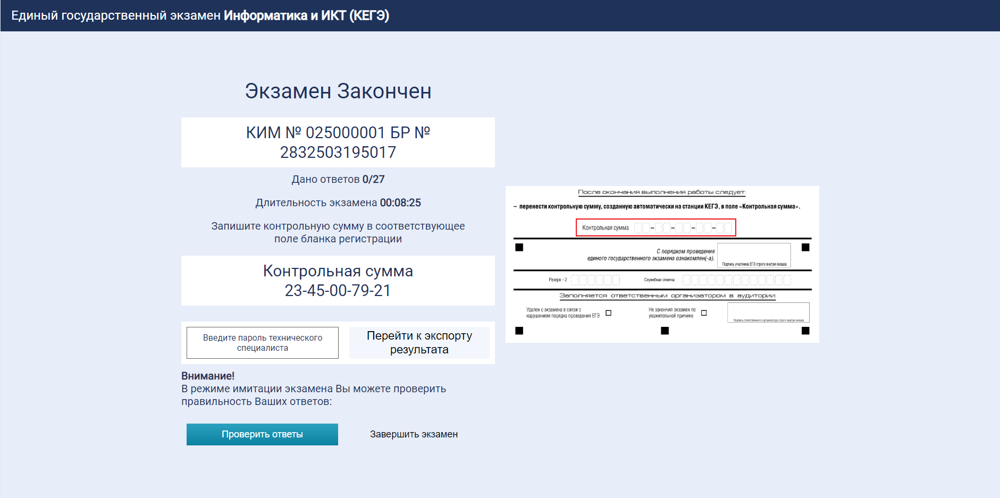 Единый государственный экзамен Информатика и ИКТ (КЕГЭ)
Экзамен Закончен
КИМ № 025000001 БР №
2832503195017
Дано ответов 0/27
Длительность экзамена 00:08:25
Запишите контрольную сумму в соответствующее
поле бланка регистрации
Контрольная сумма
23-45-00-79-21
Введите пароль технического
специалиста
Перейти к экспорту
результата
Внимание!
В режиме имитации экзамена Вы можете проверить
правильность Ваших ответов:
Проверить ответы
Завершить экзамен
После окончания выполнения работы следует:
– перенести контрольную сумму, созданную автоматически на станции КЕГЭ, в поле «Контрольная сумма».
Контрольная сумма
С порядком проведения
единого государственного экзамена ознакомлен(-а).
Подпись участника ЕГЭ строго внутри окошка
Резерв - 2
Служебная отметка
Заполняется ответственным организатором в аудитории:
Удален с экзамена в связи с
нарушением порядка проведения ЕГЭ
Не закончил экзамен по
уважительной причине
Подпись ответственного организатора строго внутри окошка